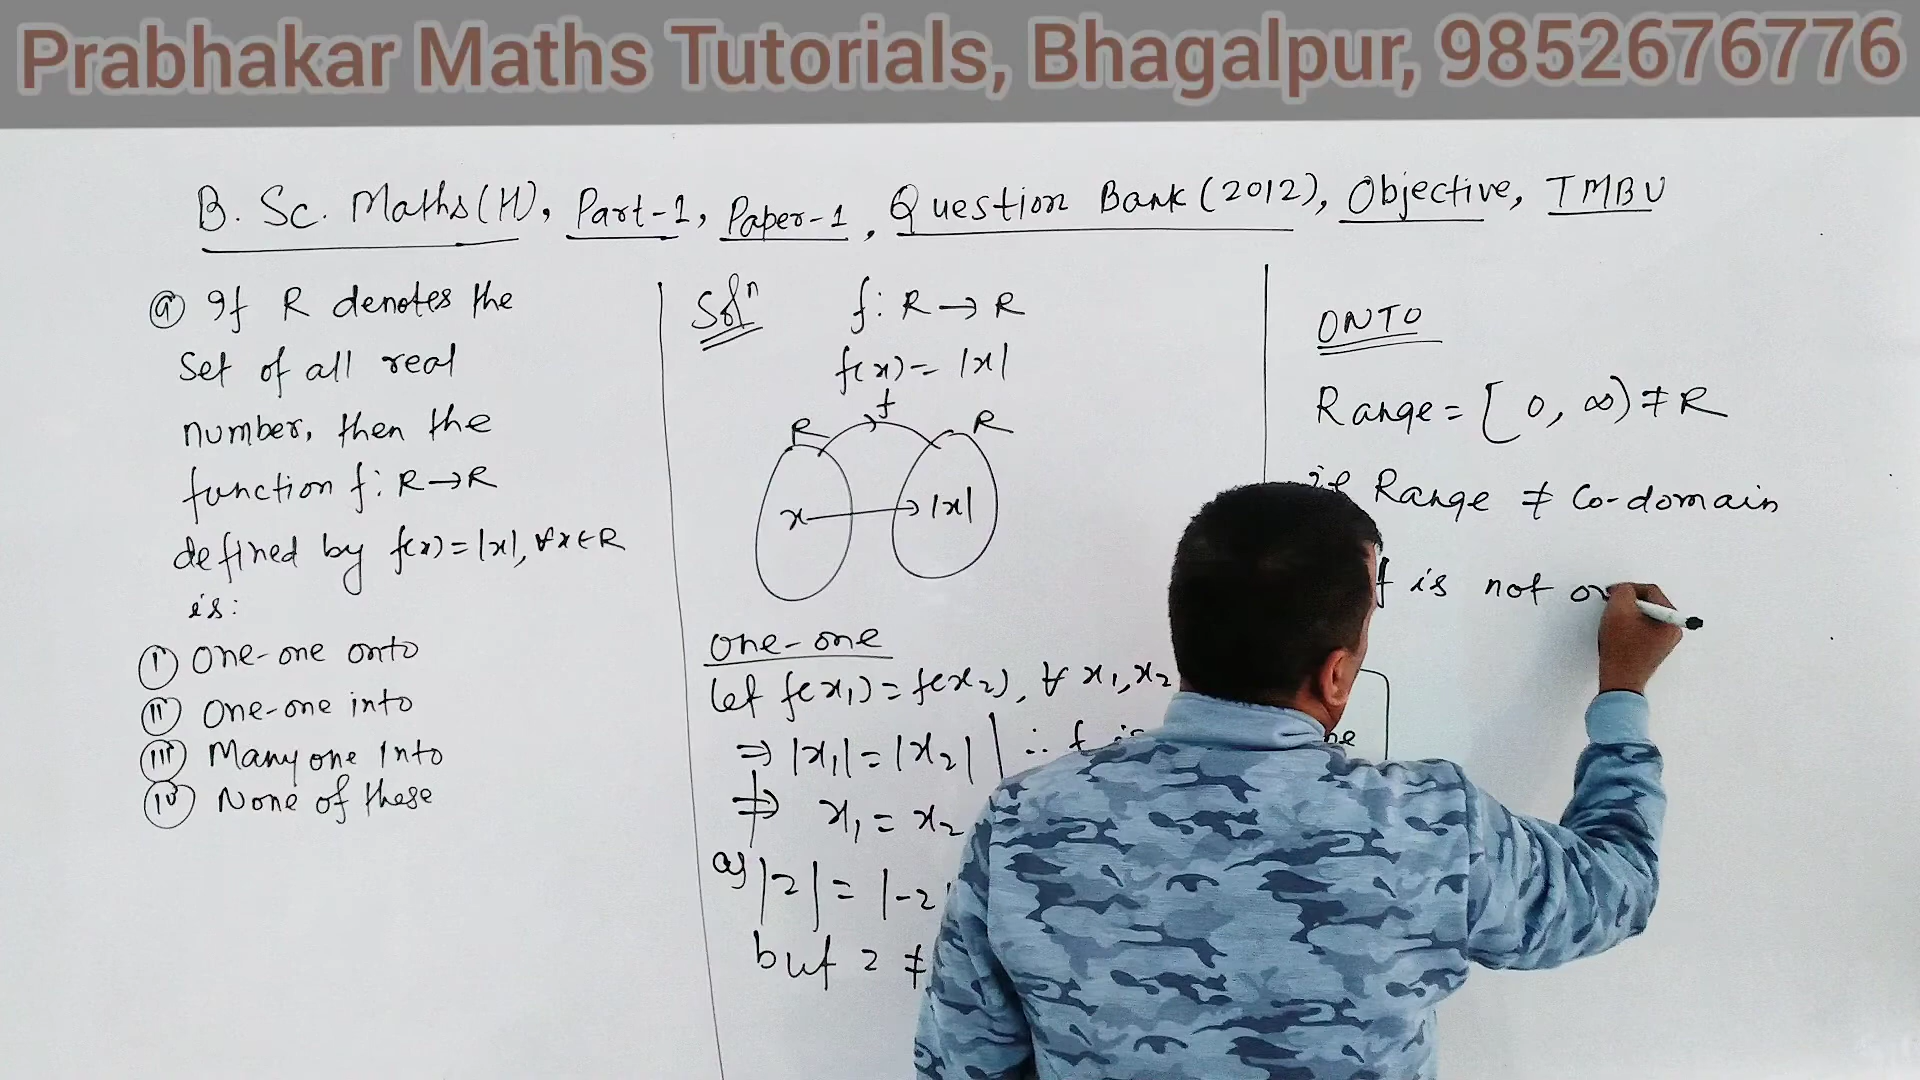 Prabhakar Maths Tutorials, Bhagalpur, 9852676776
B. Sc. Maths (H), Part-1, Paper-1, Question Bank (2012), Objective, TMBU
(a) If R denotes the
Set of all real
number, then the
function f: R→R
defined by f(x)=|x|, ∀x∈R
is:
(i) One-one onto
(ii) One-one into
(iii) Many one Into
(iv) None of these
Solⁿ f: R → R
f(x) = |x|
f
R R
x |x|
one-one
let f(x₁) = f(x₂), ∀ x₁, x₂
⇒ |x₁| = |x₂| ∴ f is
⇏ x₁ = x₂
as |2| = |-2
but 2 ≠
ONTO
Range = [0, ∞) ≠ R
ie Range ≠ Co-domain
f is not